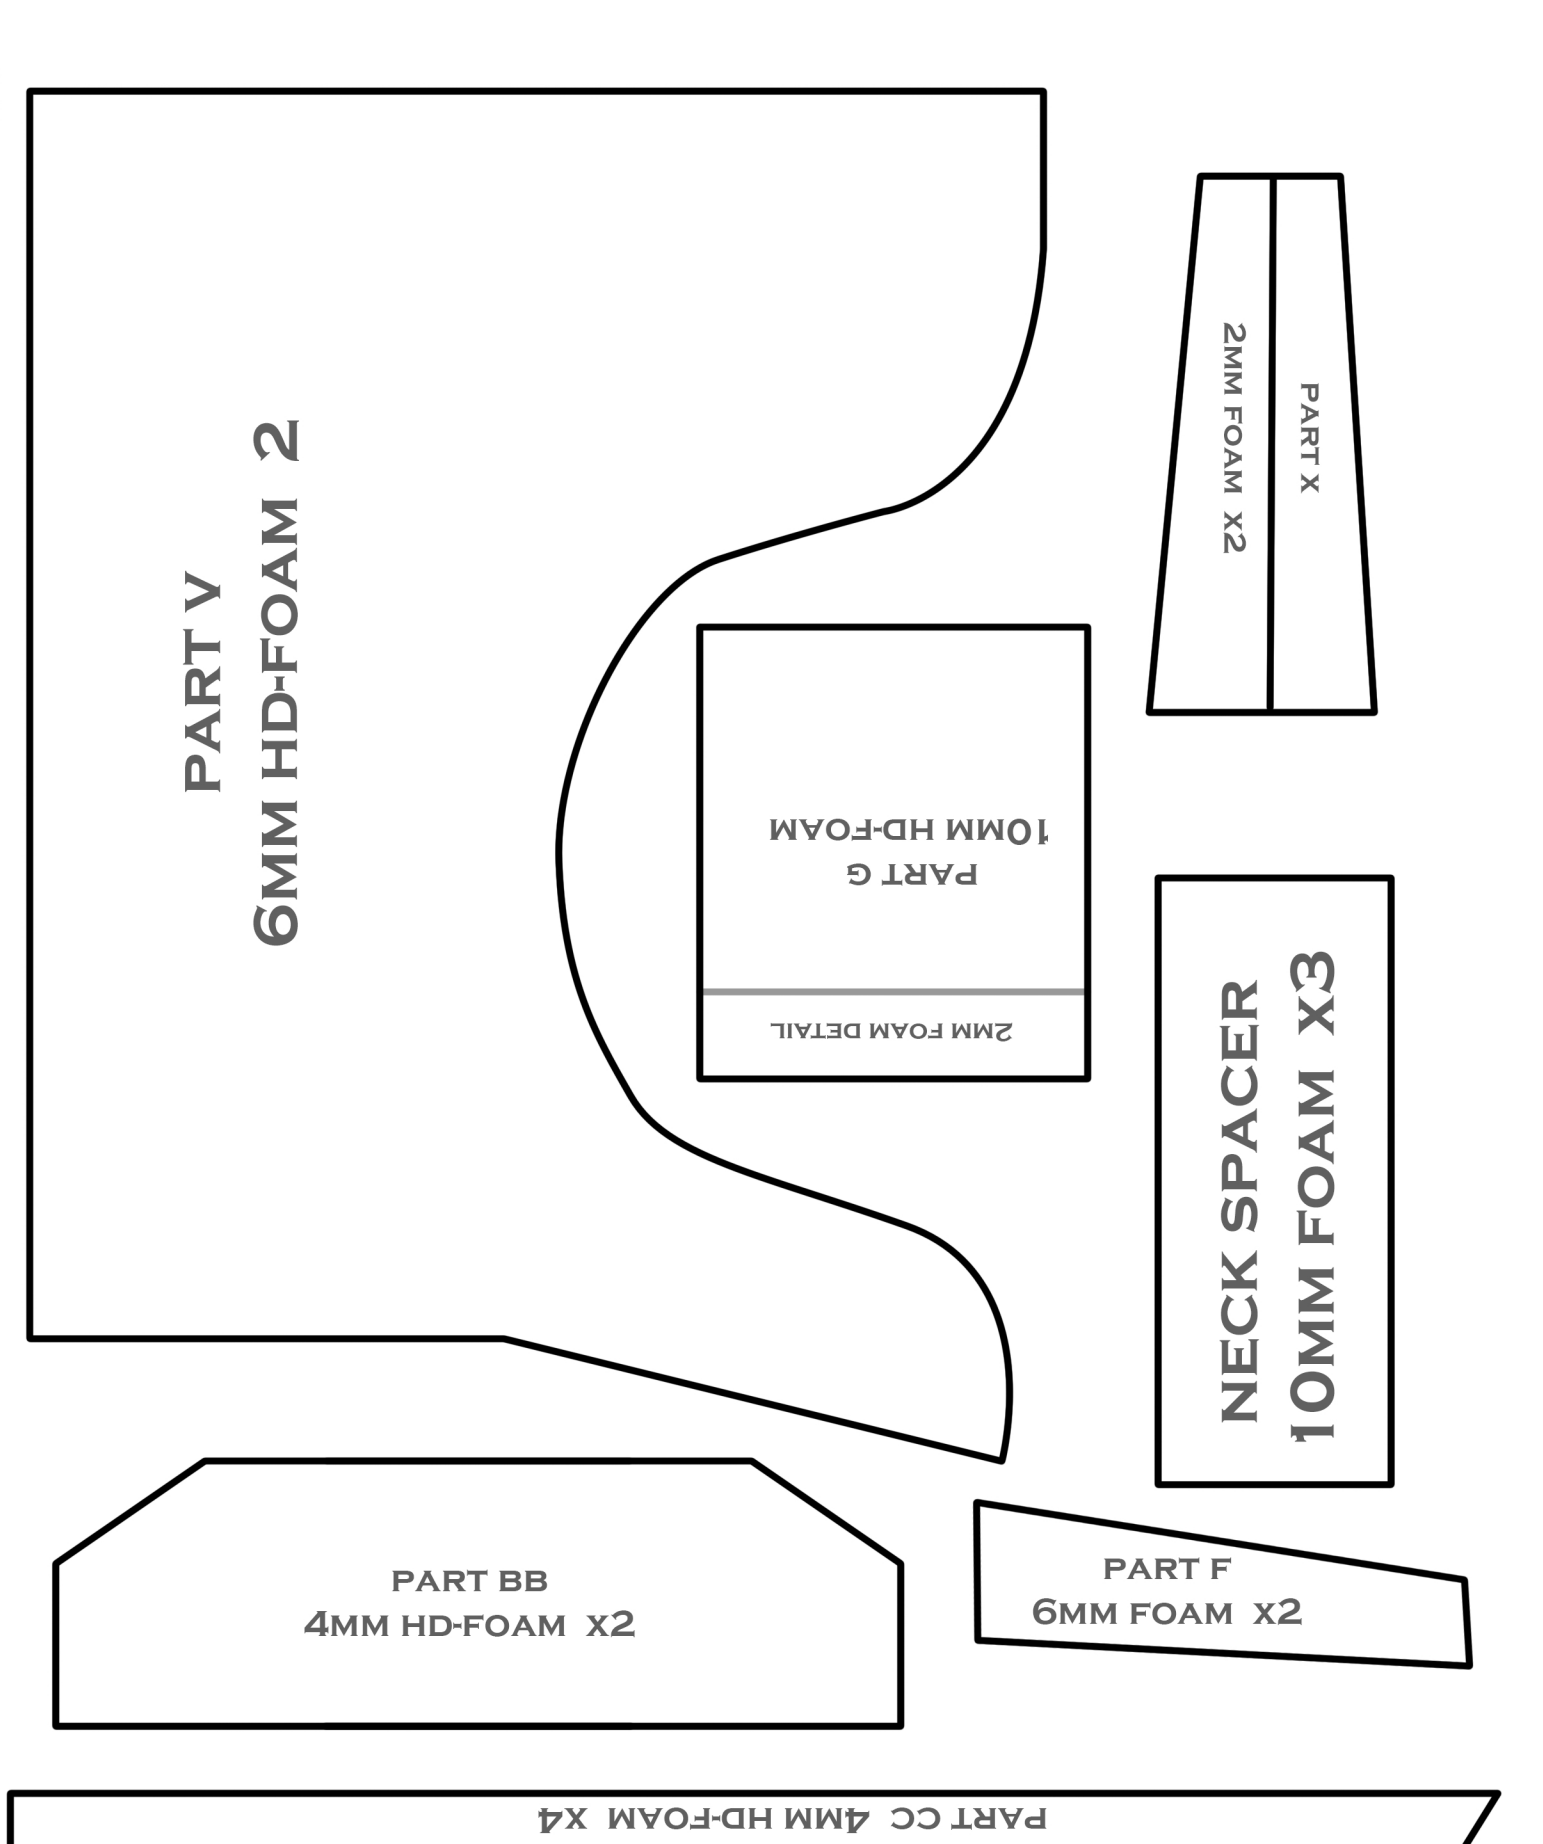 PART V
6MM HD-FOAM 2
PART X
2MM FOAM X2
PART G
10MM HD-FOAM
2MM FOAM DETAIL
NECK SPACER
10MM FOAM X3
PART BB
4MM HD-FOAM X2
PART F
6MM FOAM X2
PART CC 4MM HD-FOAM X4